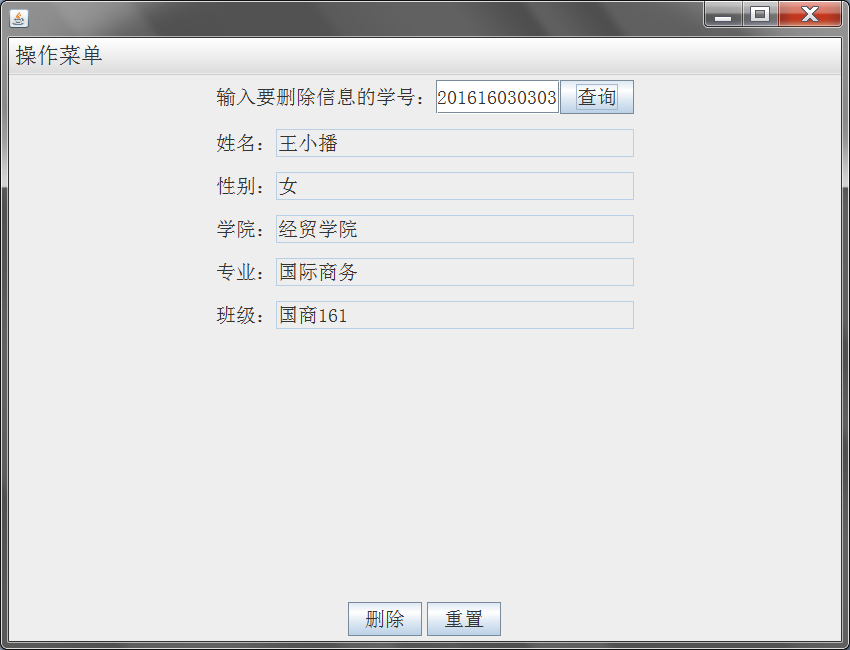 操作菜单
输入要删除信息的学号： 201616030303 查询
姓名： 王小播
性别： 女
学院： 经贸学院
专业： 国际商务
班级： 国商161
删除 重置